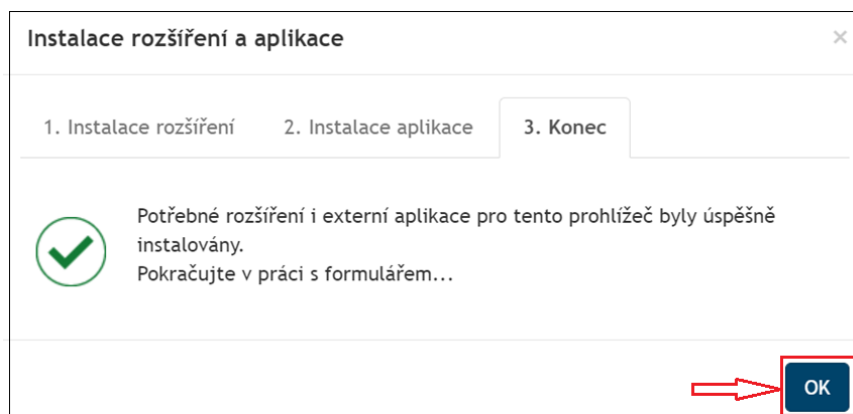 Instalace rozšíření a aplikace
×
1. Instalace rozšíření 2. Instalace aplikace 3. Konec
Potřebné rozšíření i externí aplikace pro tento prohlížeč byly úspěšně
instalovány.
Pokračujte v práci s formulářem...
OK